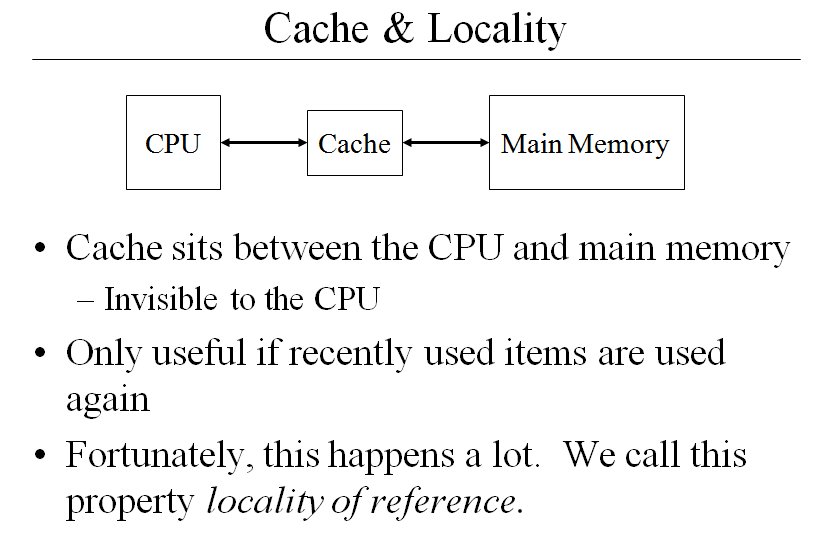 Cache & Locality
CPU
Cache
Main Memory
• Cache sits between the CPU and main memory
– Invisible to the CPU
• Only useful if recently used items are used
again
• Fortunately, this happens a lot.  We call this
property locality of reference.